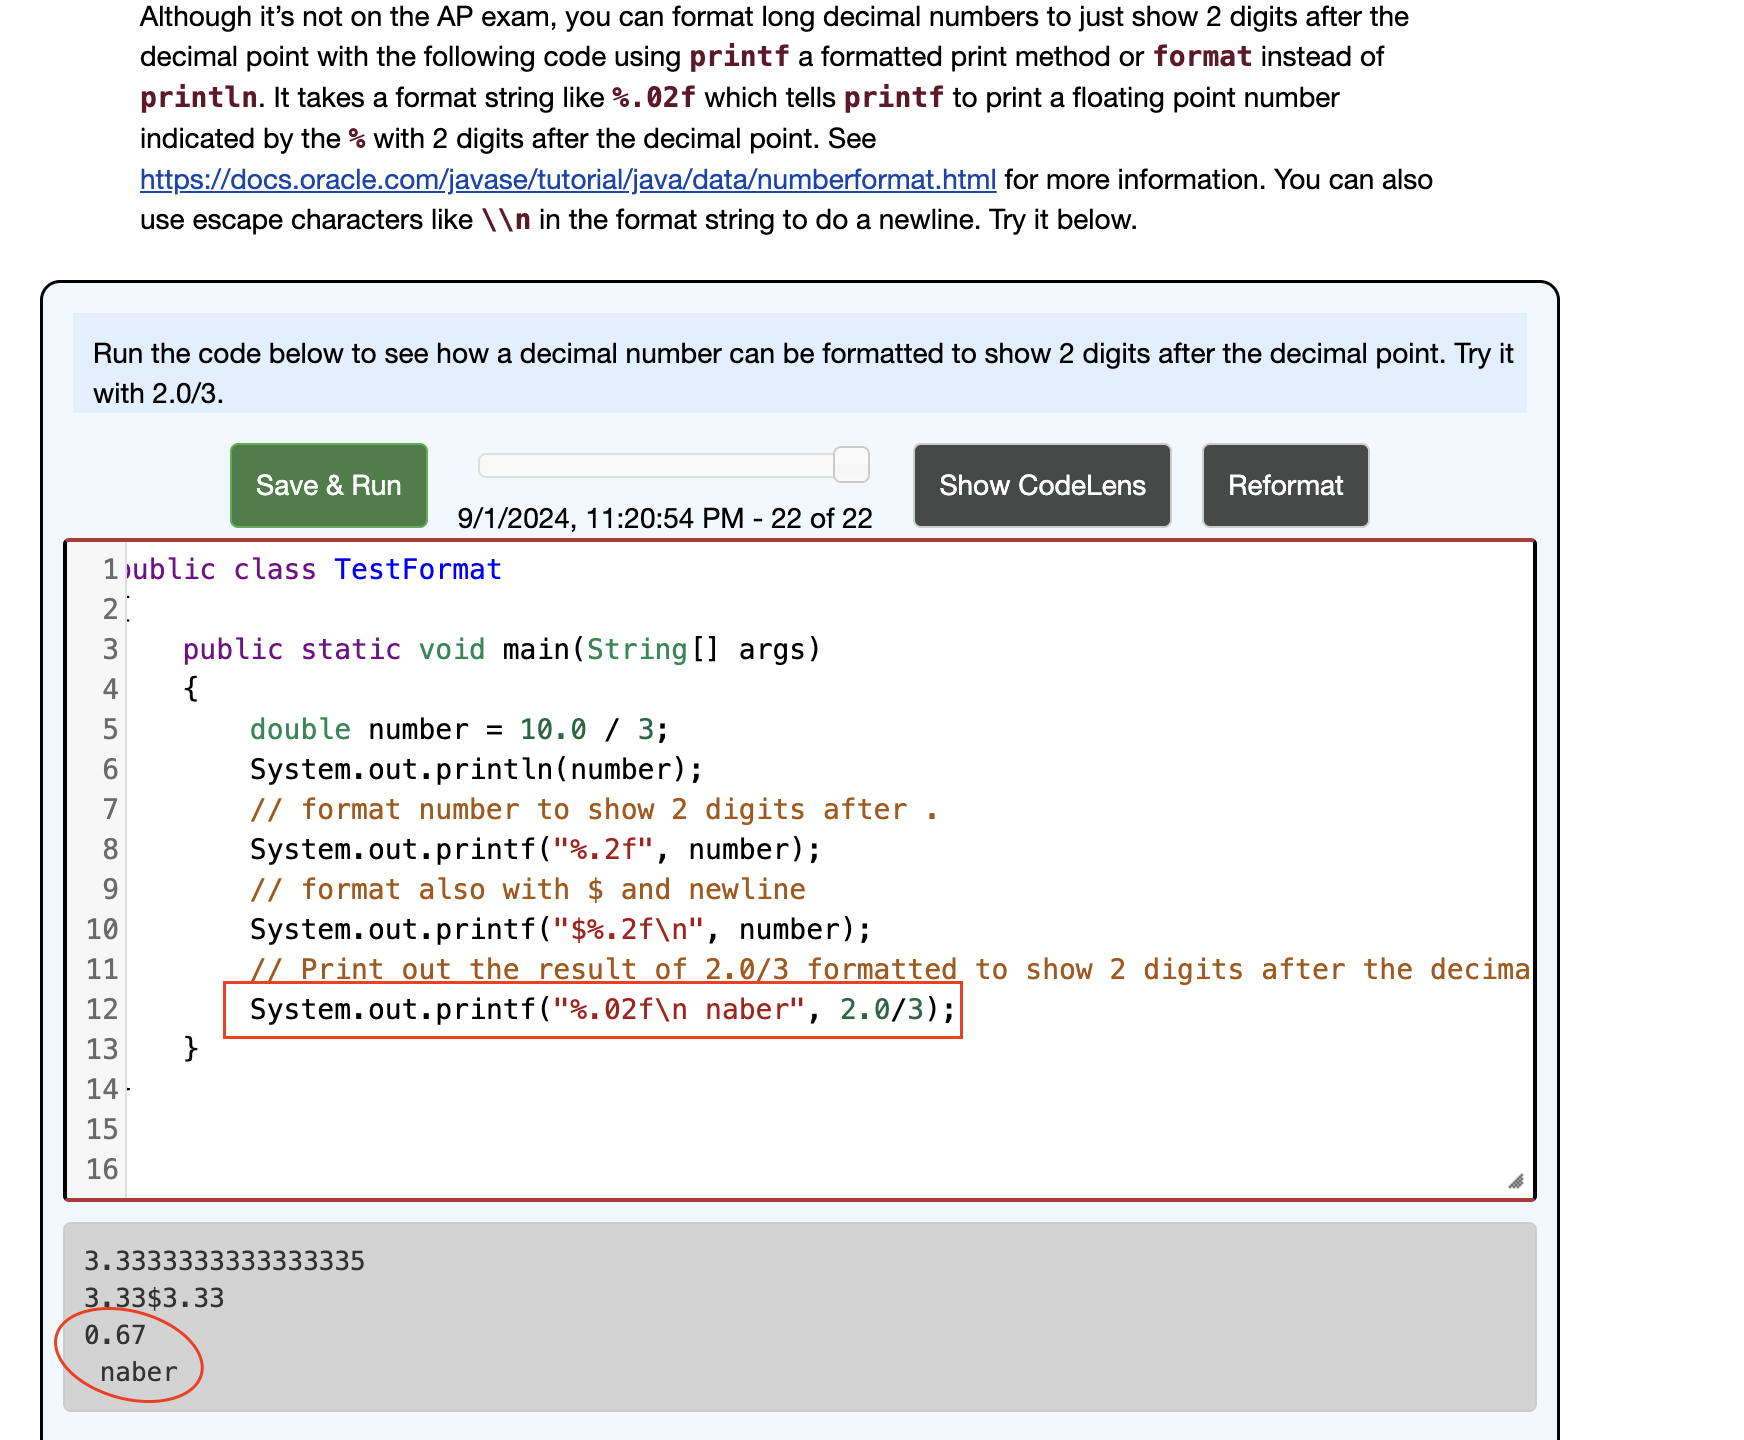 Although it’s not on the AP exam, you can format long decimal numbers to just show 2 digits after the
decimal point with the following code using printf a formatted print method or format instead of
println. It takes a format string like %.02f which tells printf to print a floating point number
indicated by the % with 2 digits after the decimal point. See
https://docs.oracle.com/javase/tutorial/java/data/numberformat.html for more information. You can also
use escape characters like \\n in the format string to do a newline. Try it below.
Run the code below to see how a decimal number can be formatted to show 2 digits after the decimal point. Try it
with 2.0/3.
Save & Run
9/1/2024, 11:20:54 PM - 22 of 22
Show CodeLens
Reformat
1 public class TestFormat
2 {
3 public static void main(String[] args)
4 {
5 double number = 10.0 / 3;
6 System.out.println(number);
7 // format number to show 2 digits after .
8 System.out.printf("%.2f", number);
9 // format also with $ and newline
10 System.out.printf("$%.2f\n", number);
11 // Print out the result of 2.0/3 formatted to show 2 digits after the decima
12 System.out.printf("%.02f\n naber", 2.0/3);
13 }
14
15
16
3.3333333333333335
3.33$3.33
0.67
naber